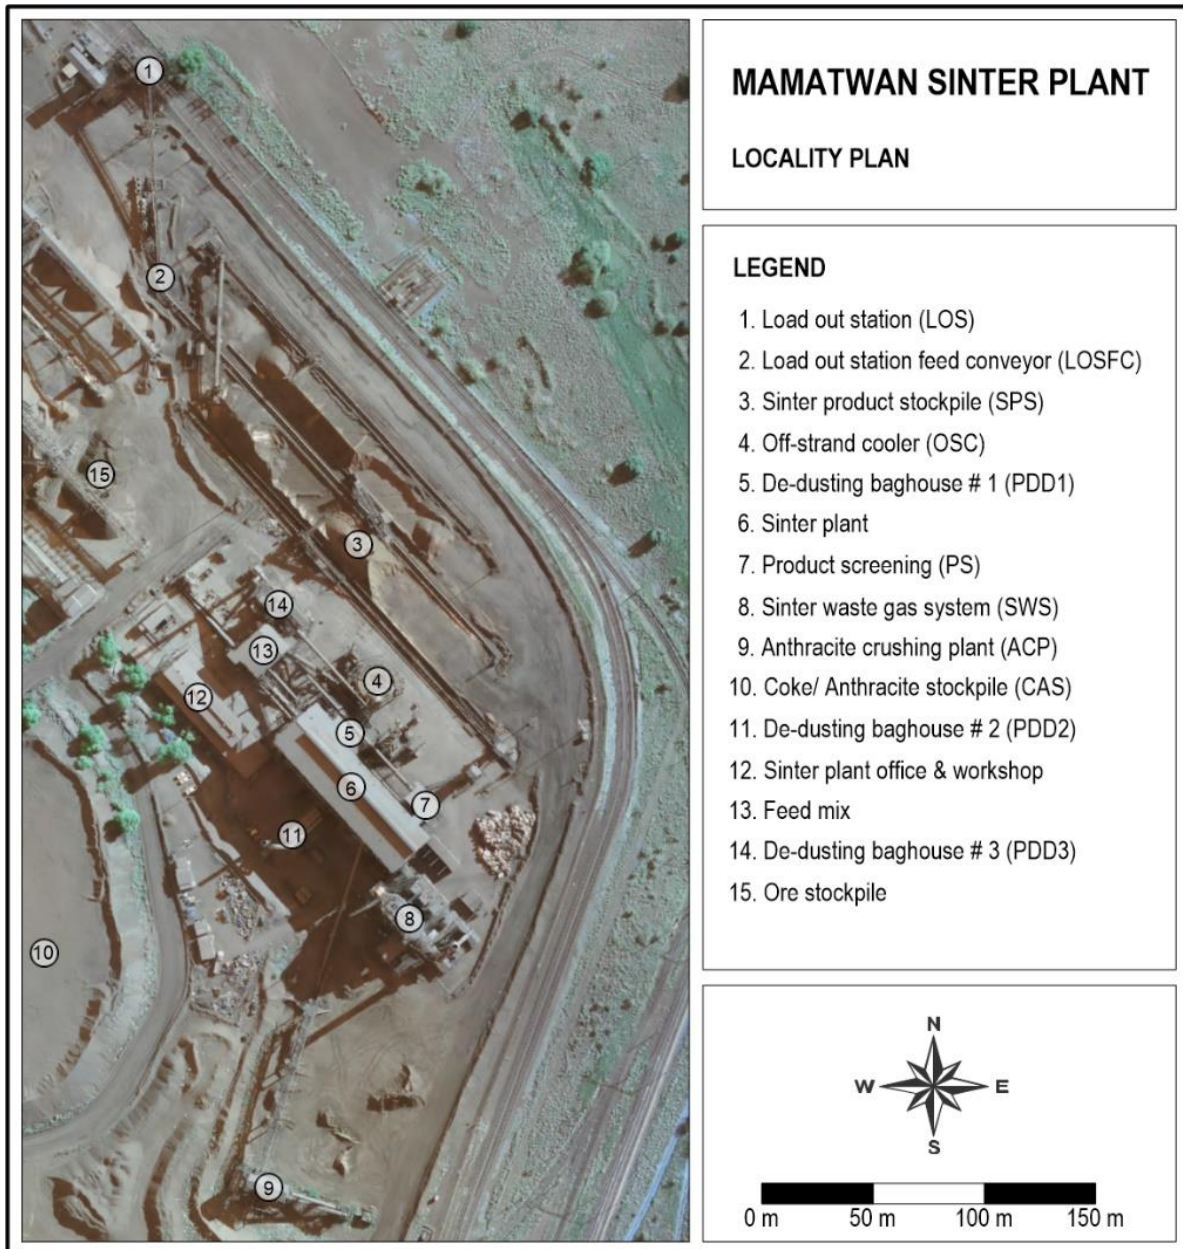 MAMATWAN SINTER PLANT
LOCALITY PLAN
LEGEND
1. Load out station (LOS)
2. Load out station feed conveyor (LOSFC)
3. Sinter product stockpile (SPS)
4. Off-strand cooler (OSC)
5. De-dusting baghouse # 1 (PDD1)
6. Sinter plant
7. Product screening (PS)
8. Sinter waste gas system (SWS)
9. Anthracite crushing plant (ACP)
10. Coke/ Anthracite stockpile (CAS)
11. De-dusting baghouse # 2 (PDD2)
12. Sinter plant office & workshop
13. Feed mix
14. De-dusting baghouse # 3 (PDD3)
15. Ore stockpile
N
W E
S
0 m 50 m 100 m 150 m
1
2
15
3
14
13
4
12
5
6
7
11
8
10
9